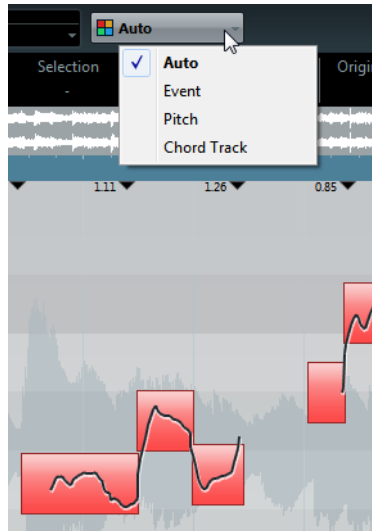 Auto
Selection
-
Auto
Event
Pitch
Chord Track
Origi
1.11
1.26
0.85